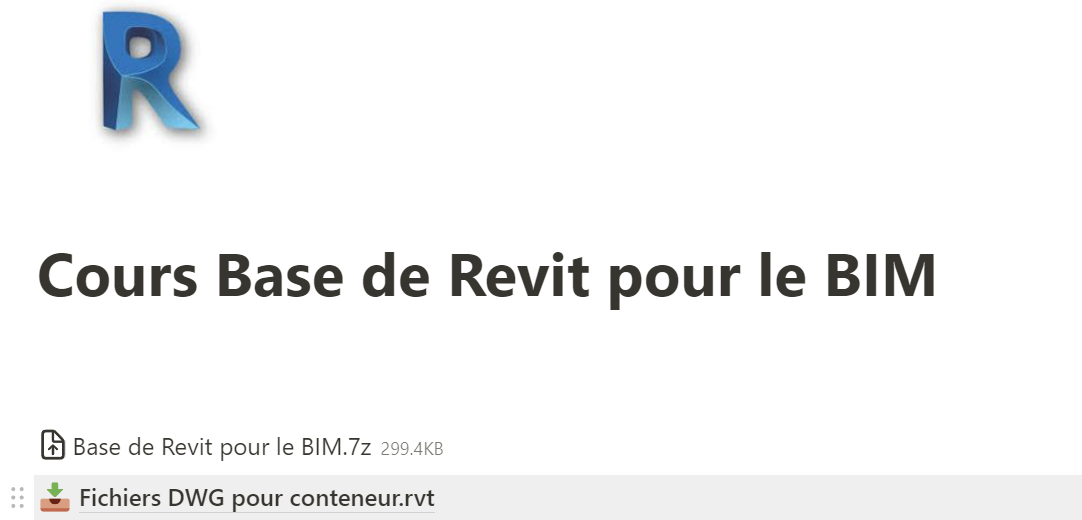 R
Cours Base de Revit pour le BIM
Base de Revit pour le BIM.7z 299.4KB
Fichiers DWG pour conteneur.rvt